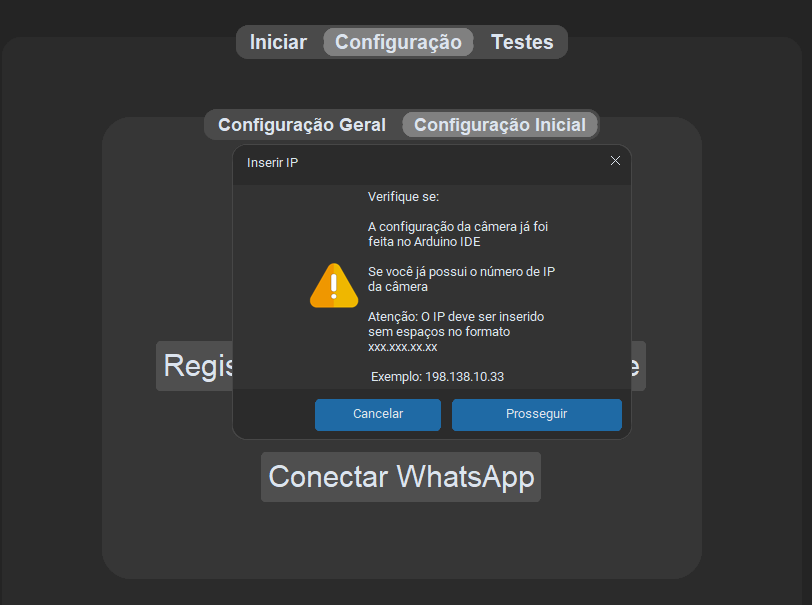 Iniciar Configuração Testes
Configuração Geral Configuração Inicial
Inserir IP
Verifique se:
A configuração da câmera já foi
feita no Arduino IDE
Se você já possui o número de IP
da câmera
Atenção: O IP deve ser inserido
sem espaços no formato
xxx.xxx.xx.xx
Exemplo: 198.138.10.33
Cancelar Prosseguir
Conectar WhatsApp